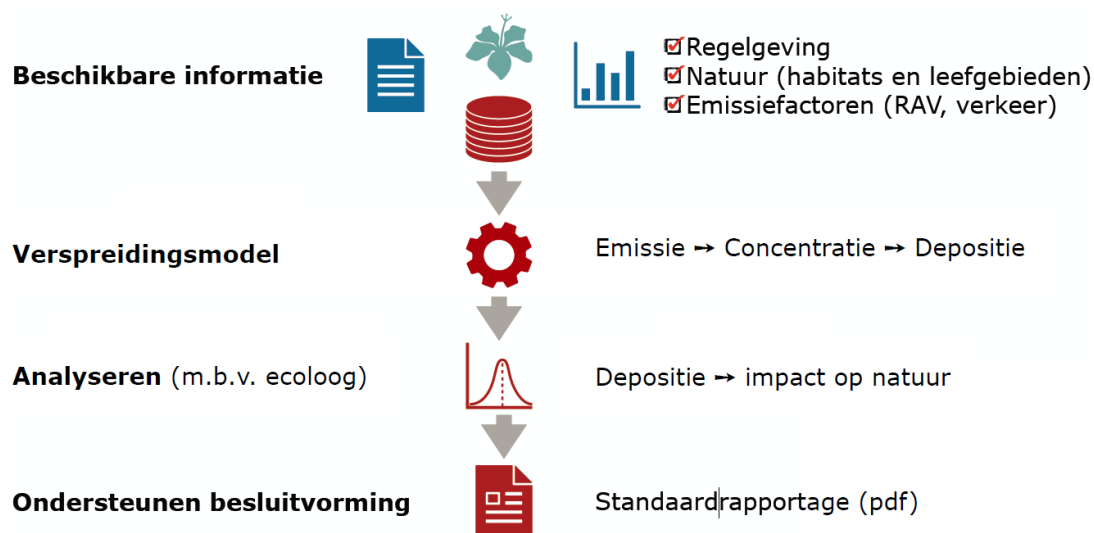 Beschikbare informatie
Regelgeving
Natuur (habitats en leefgebieden)
Emissiefactoren (RAV, verkeer)
Verspreidingsmodel
Emissie ➙ Concentratie ➙ Depositie
Analyseren (m.b.v. ecoloog)
Depositie ➙ impact op natuur
Ondersteunen besluitvorming
Standaardrapportage (pdf)